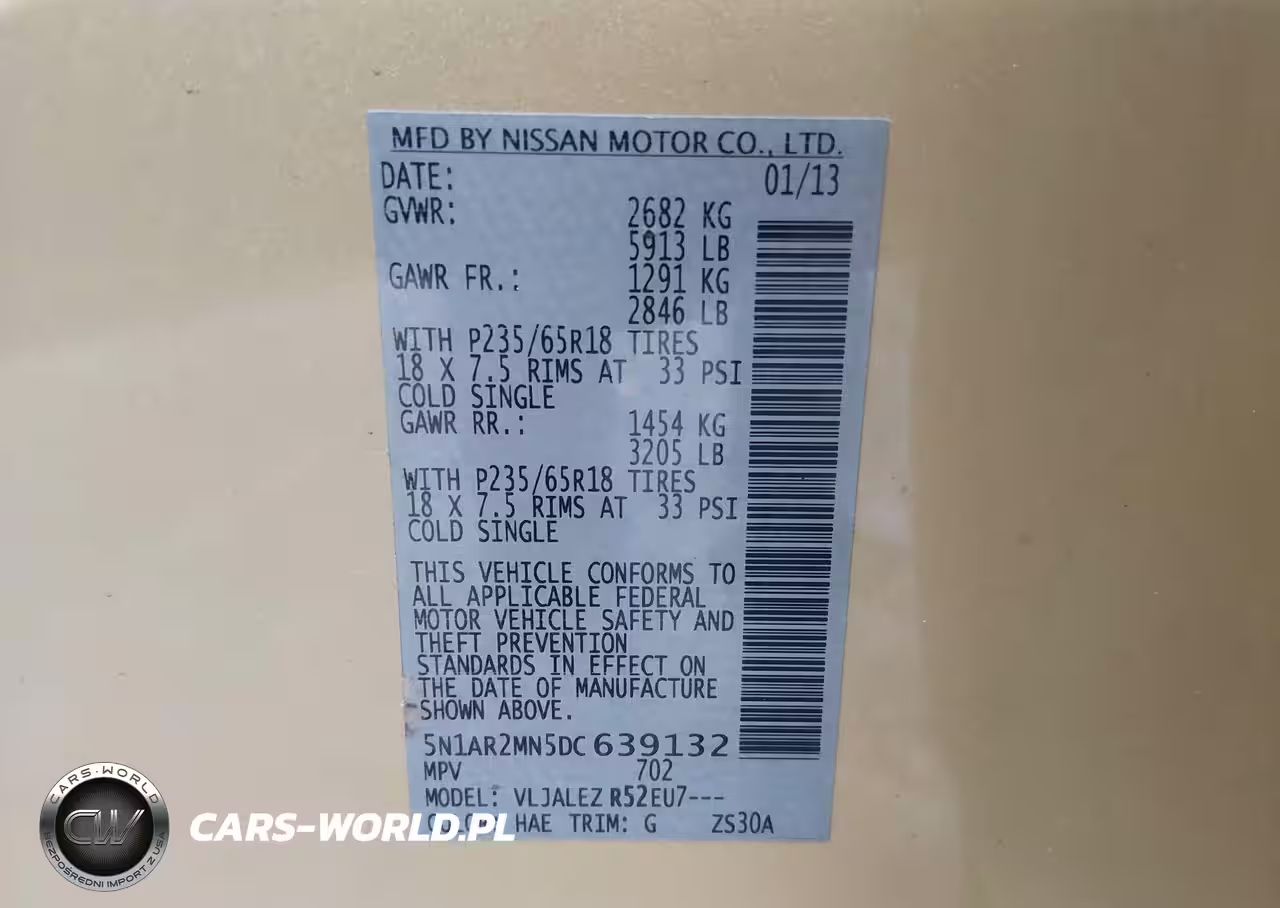 MFD BY NISSAN MOTOR CO., LTD.
DATE: 01/13
GVWR: 2682 KG
5913 LB
GAWR FR.: 1291 KG
2846 LB
WITH P235/65R18 TIRES
18 X 7.5 RIMS AT 33 PSI
COLD SINGLE
GAWR RR.: 1454 KG
3205 LB
WITH P235/65R18 TIRES
18 X 7.5 RIMS AT 33 PSI
COLD SINGLE
THIS VEHICLE CONFORMS TO
ALL APPLICABLE FEDERAL
MOTOR VEHICLE SAFETY AND
THEFT PREVENTION
STANDARDS IN EFFECT ON
THE DATE OF MANUFACTURE
SHOWN ABOVE.
5N1AR2MN5DC639132
MPV 702
MODEL: VLJALEZR52EU7---
HAE TRIM: G ZS30A
CARS-WORLD
CW
BEZPOŚREDNI IMPORT Z USA
CARS-WORLD.PL